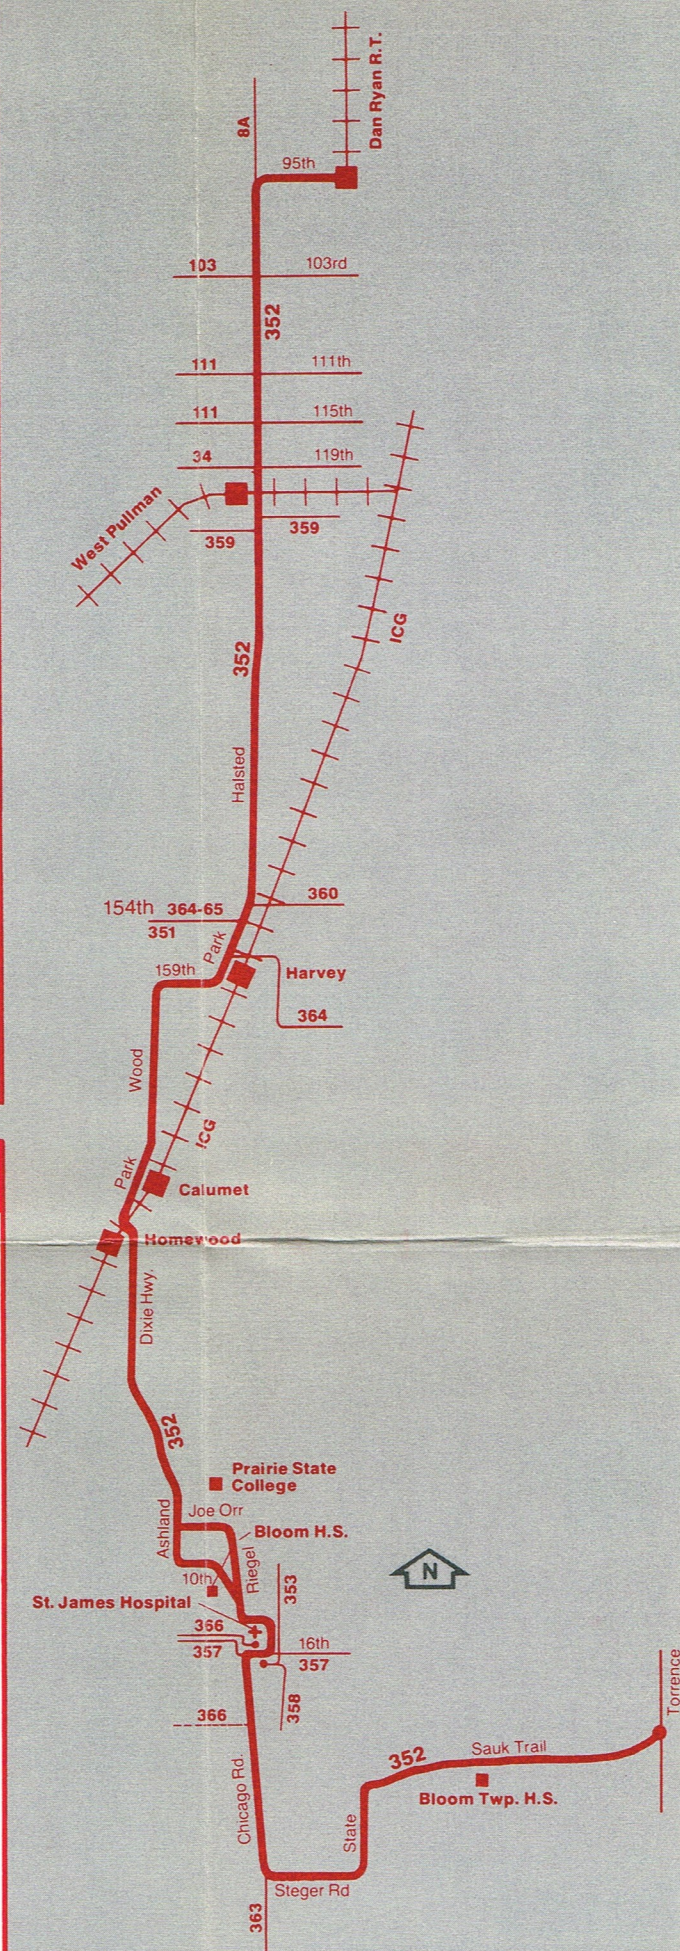 Dan Ryan R.T.
8A
95th
103
103rd
352
111
111th
111
115th
34
119th
West Pullman
359
359
ICG
352
Halsted
360
154th 364-65
351
Park
159th
Harvey
364
Wood
ICG
Park
Calumet
Homewood
Dixie Hwy.
352
Prairie State
College
Joe Orr
Ashland
Bloom H.S.
Riegel
10th
N
353
St. James Hospital
366
16th
357
357
358
366
Torrence
352
Sauk Trail
Bloom Twp. H.S.
Chicago Rd.
State
Steger Rd
363